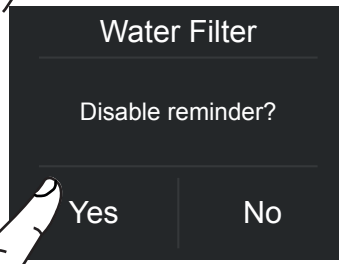 Water Filter
Disable reminder?
Yes No